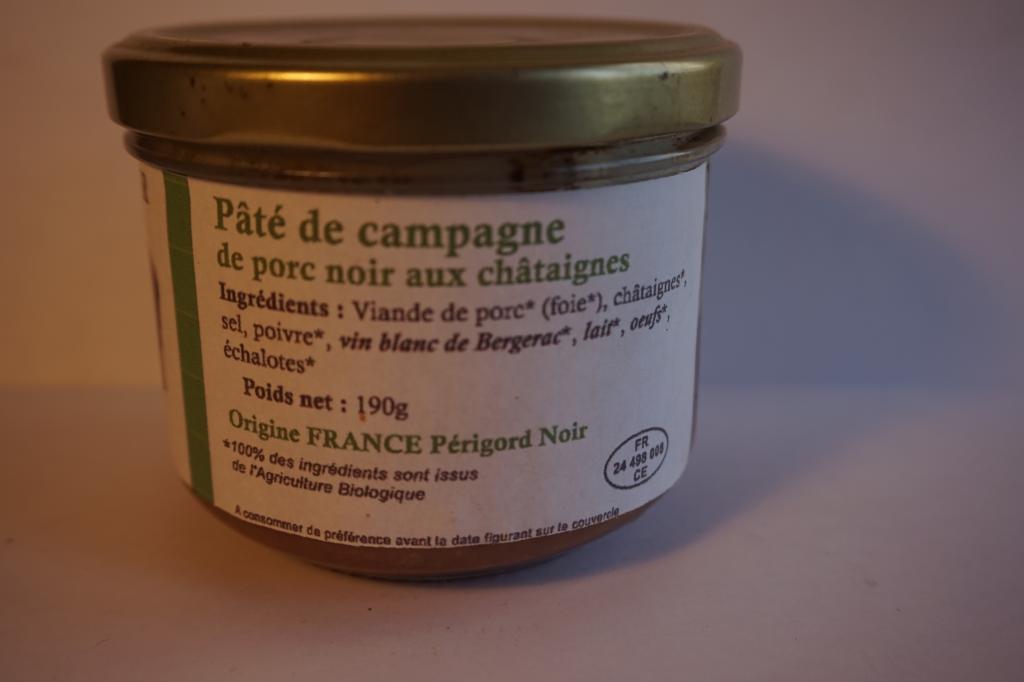 Pâté de campagne
de porc noir aux châtaignes
Ingrédients : Viande de porc* (foie*), châtaignes*,
sel, poivre*, vin blanc de Bergerac*, lait*, oeufs*,
échalotes*
Poids net : 190g
Origine FRANCE Périgord Noir
*100% des ingrédients sont issus
de l'Agriculture Biologique
FR
24 498 008
CE
A consommer de préférence avant la date figurant sur le couvercle